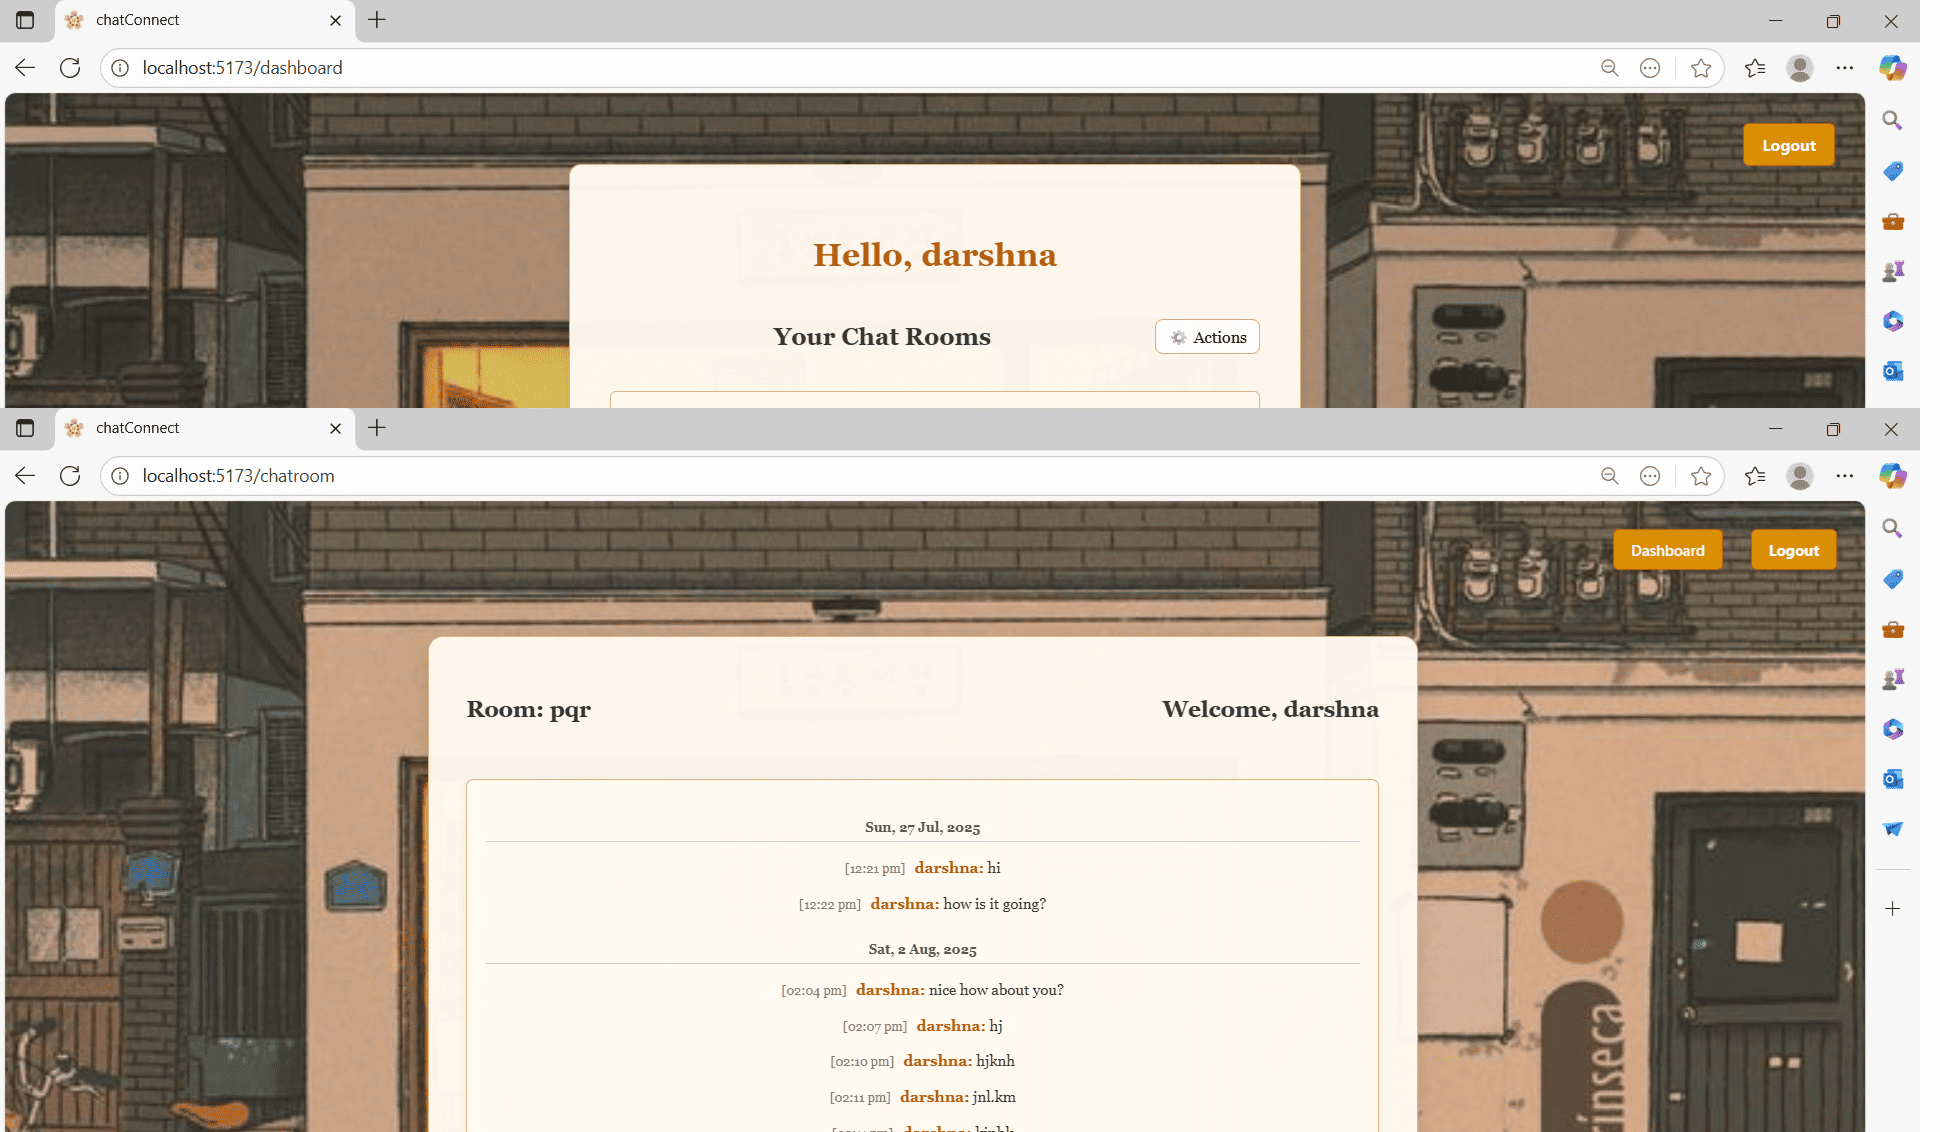 chatConnect
localhost:5173/dashboard
Logout
Hello, darshna
Your Chat Rooms
Actions
chatConnect
localhost:5173/chatroom
Dashboard
Logout
Room: pqr
Welcome, darshna
Sun, 27 Jul, 2025
[12:21 pm] darshna: hi
[12:22 pm] darshna: how is it going?
Sat, 2 Aug, 2025
[02:04 pm] darshna: nice how about you?
[02:07 pm] darshna: hj
[02:10 pm] darshna: hjknh
[02:11 pm] darshna: jnl.km
darshna:
rinseca